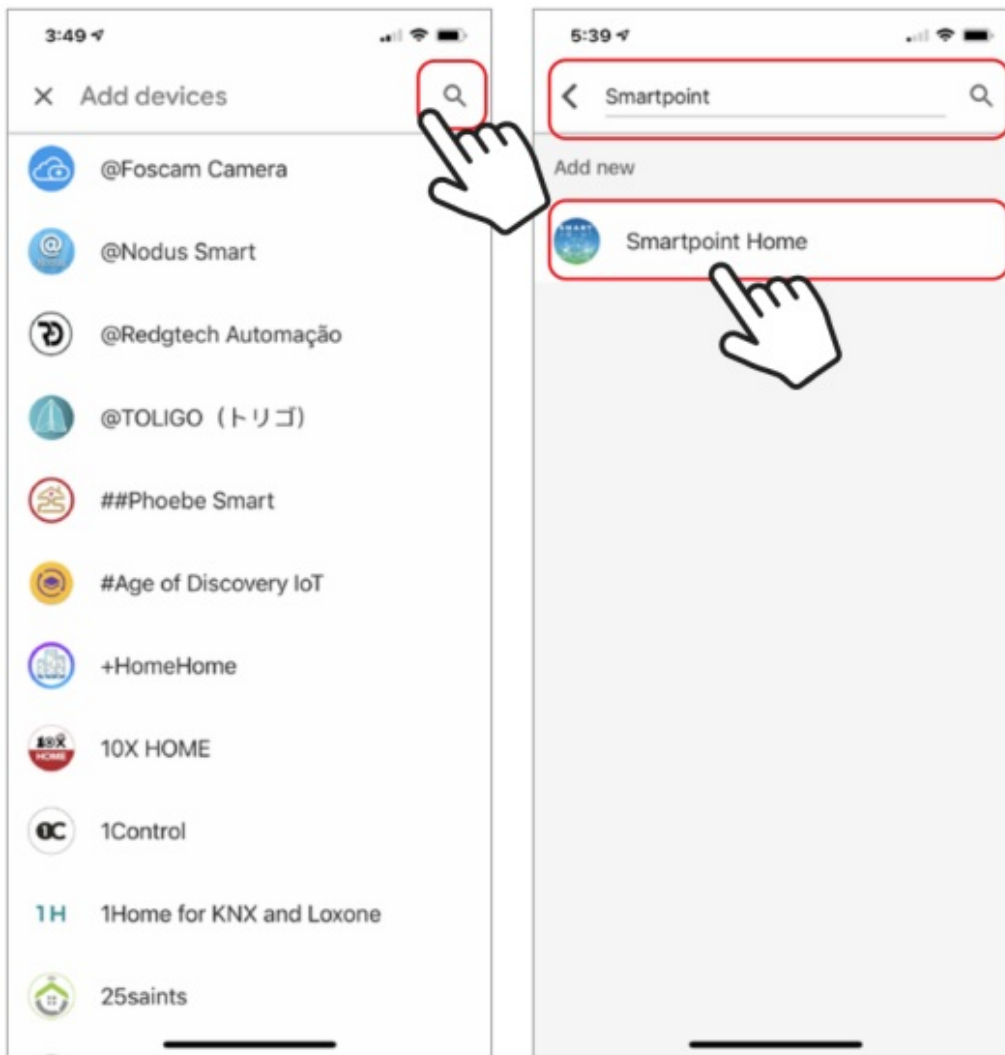 3:49
Add devices
@Foscam Camera
@Nodus Smart
@Redgtech Automação
@TOLIGO（トリゴ）
##Phoebe Smart
#Age of Discovery IoT
+HomeHome
10X HOME
1Control
1H 1Home for KNX and Loxone
25saints
5:39
Smartpoint
Add new
Smartpoint Home